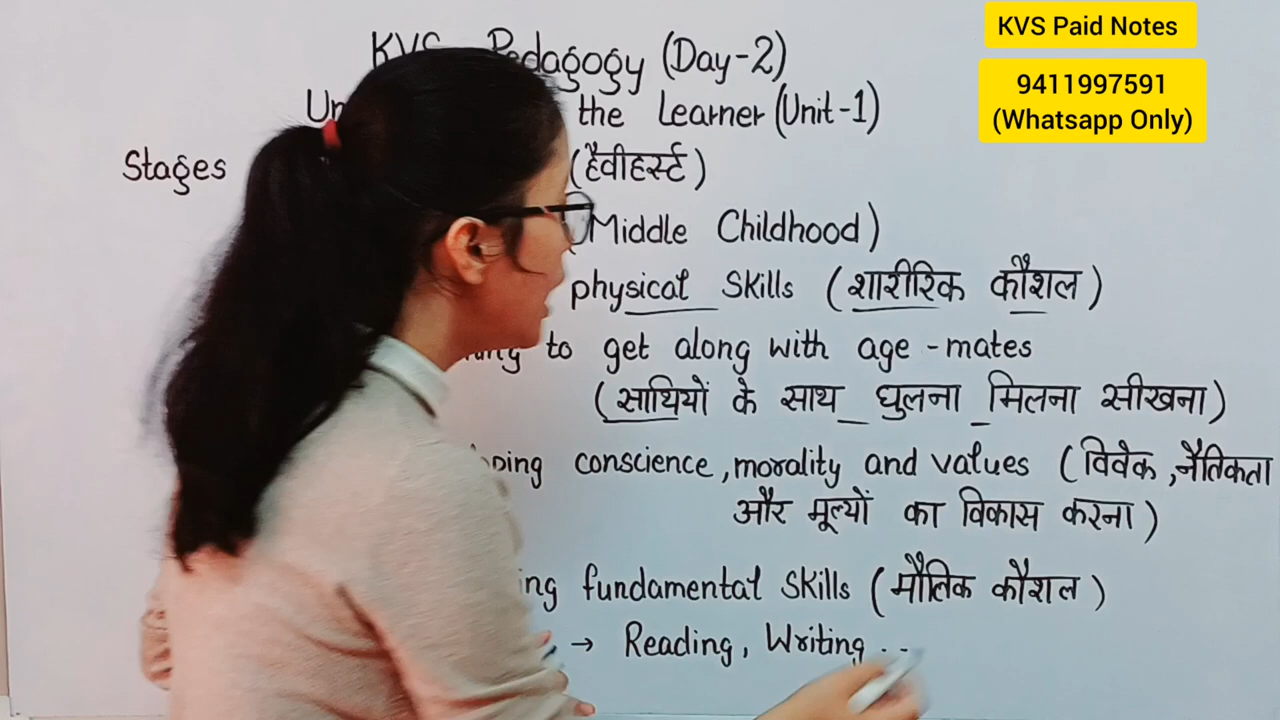 KVS Paid Notes
9411997591
(Whatsapp Only)
KVS Pedagogy (Day-2)
the Learner (Unit-1)
Stages (हैवीहर्स्ट)
Middle Childhood)
physical Skills (शारीरिक कौशल)
to get along with age-mates
(साथियों के साथ घुलना मिलना सीखना)
conscience, morality and values (विवेक, नैतिकता
और मूल्यों का विकास करना)
fundamental Skills (मौलिक कौशल)
→ Reading, Writing..